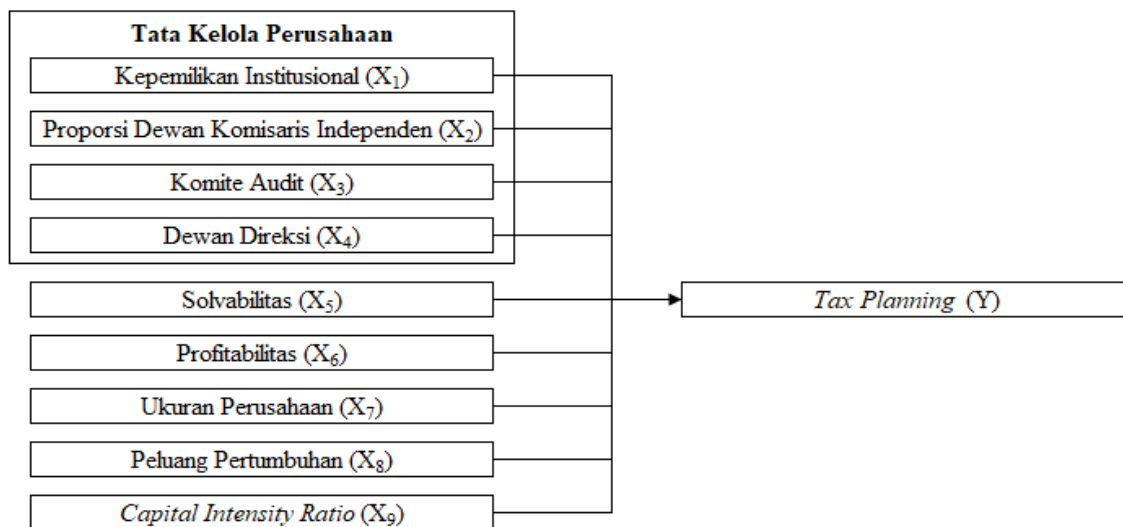 Tata Kelola Perusahaan
Kepemilikan Institusional (X₁)
Proporsi Dewan Komisaris Independen (X₂)
Komite Audit (X₃)
Dewan Direksi (X₄)
Solvabilitas (X₅)
Tax Planning (Y)
Profitabilitas (X₆)
Ukuran Perusahaan (X₇)
Peluang Pertumbuhan (X₈)
Capital Intensity Ratio (X₉)